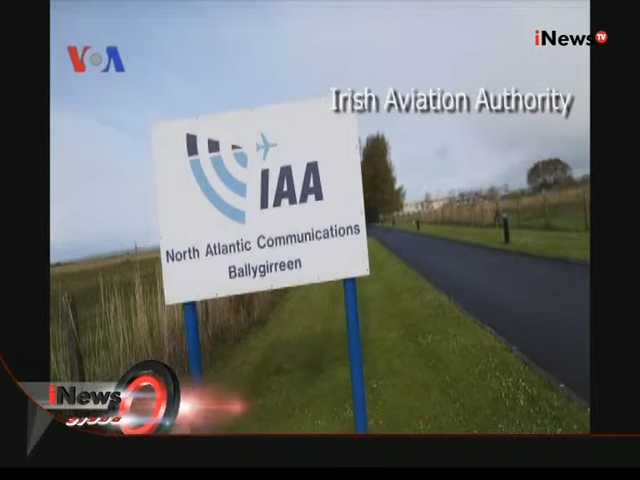 VOA
iNews TV
Irish Aviation Authority
IAA
North Atlantic Communications
Ballygirreen
iNews